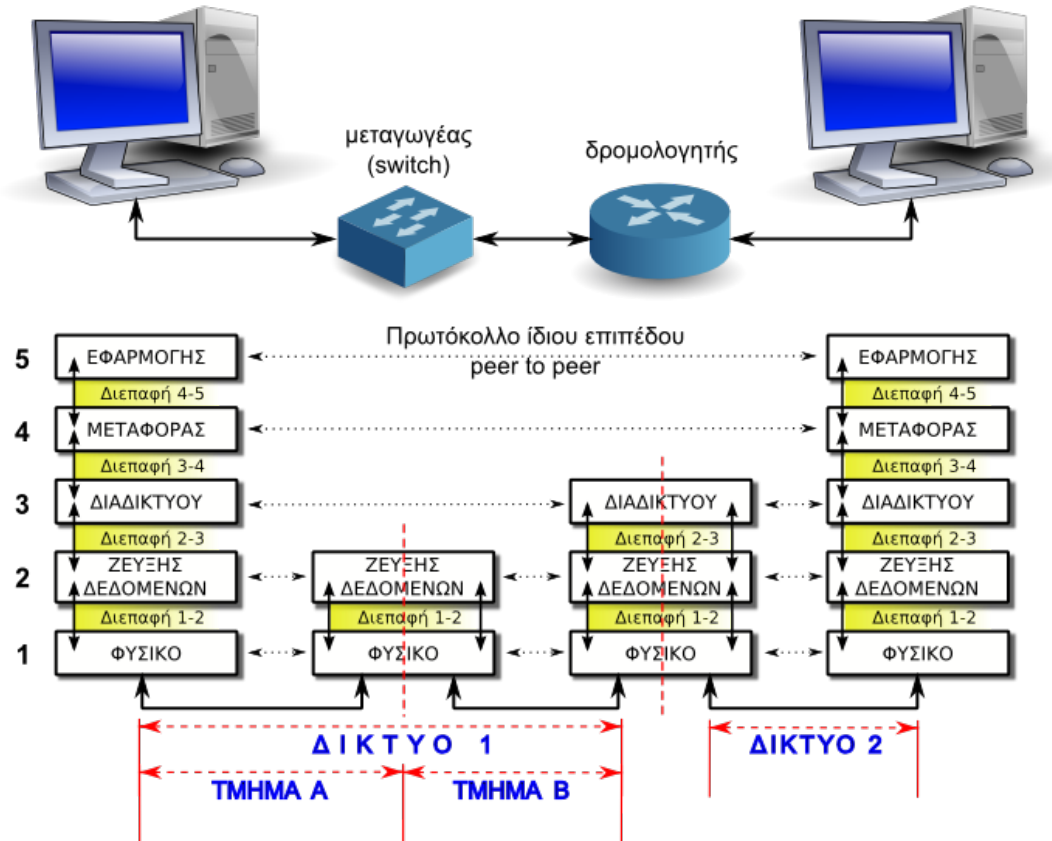 μεταγωγέας
(switch)
δρομολογητής
Πρωτόκολλο ίδιου επιπέδου
peer to peer
5 ΕΦΑΡΜΟΓΗΣ ΕΦΑΡΜΟΓΗΣ
Διεπαφή 4-5 Διεπαφή 4-5
4 ΜΕΤΑΦΟΡΑΣ ΜΕΤΑΦΟΡΑΣ
Διεπαφή 3-4 Διεπαφή 3-4
3 ΔΙΑΔΙΚΤΥΟΥ ΔΙΑΔΙΚΤΥΟΥ ΔΙΑΔΙΚΤΥΟΥ
Διεπαφή 2-3 Διεπαφή 2-3 Διεπαφή 2-3
2 ΖΕΥΞΗΣ ΖΕΥΞΗΣ ΖΕΥΞΗΣ ΖΕΥΞΗΣ
ΔΕΔΟΜΕΝΩΝ ΔΕΔΟΜΕΝΩΝ ΔΕΔΟΜΕΝΩΝ ΔΕΔΟΜΕΝΩΝ
Διεπαφή 1-2 Διεπαφή 1-2 Διεπαφή 1-2 Διεπαφή 1-2
1 ΦΥΣΙΚΟ ΦΥΣΙΚΟ ΦΥΣΙΚΟ ΦΥΣΙΚΟ
ΔΙΚΤΥΟ 1 ΔΙΚΤΥΟ 2
ΤΜΗΜΑ Α ΤΜΗΜΑ Β